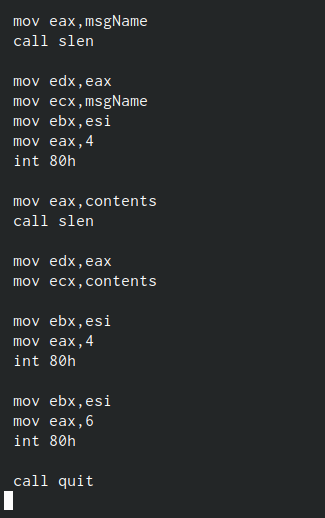 mov eax,msgName
call slen
mov edx,eax
mov ecx,msgName
mov ebx,esi
mov eax,4
int 80h
mov eax,contents
call slen
mov edx,eax
mov ecx,contents
mov ebx,esi
mov eax,4
int 80h
mov ebx,esi
mov eax,6
int 80h
call quit